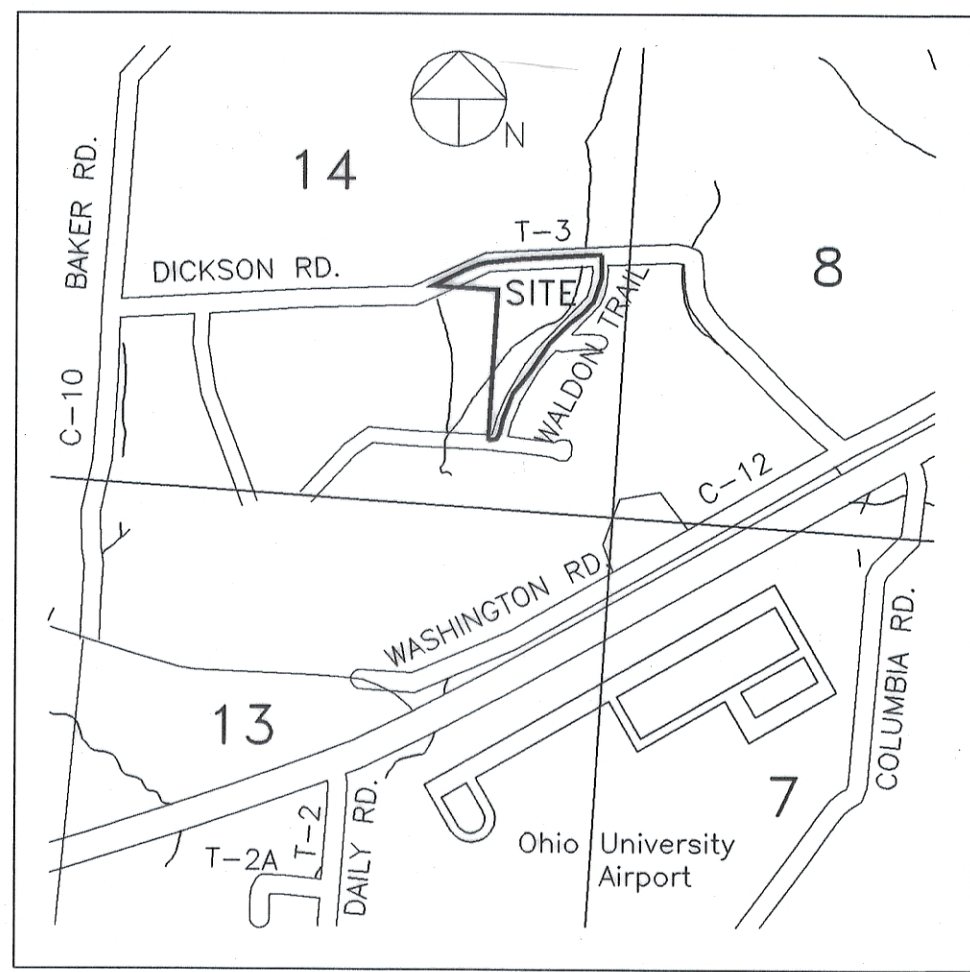 N
14
BAKER RD.
T-3
DICKSON RD.
8
SITE
WALDON TRAIL
C-10
C-12
WASHINGTON RD.
COLUMBIA RD.
13
7
T-2
DAILY RD.
T-2A
Ohio University
Airport